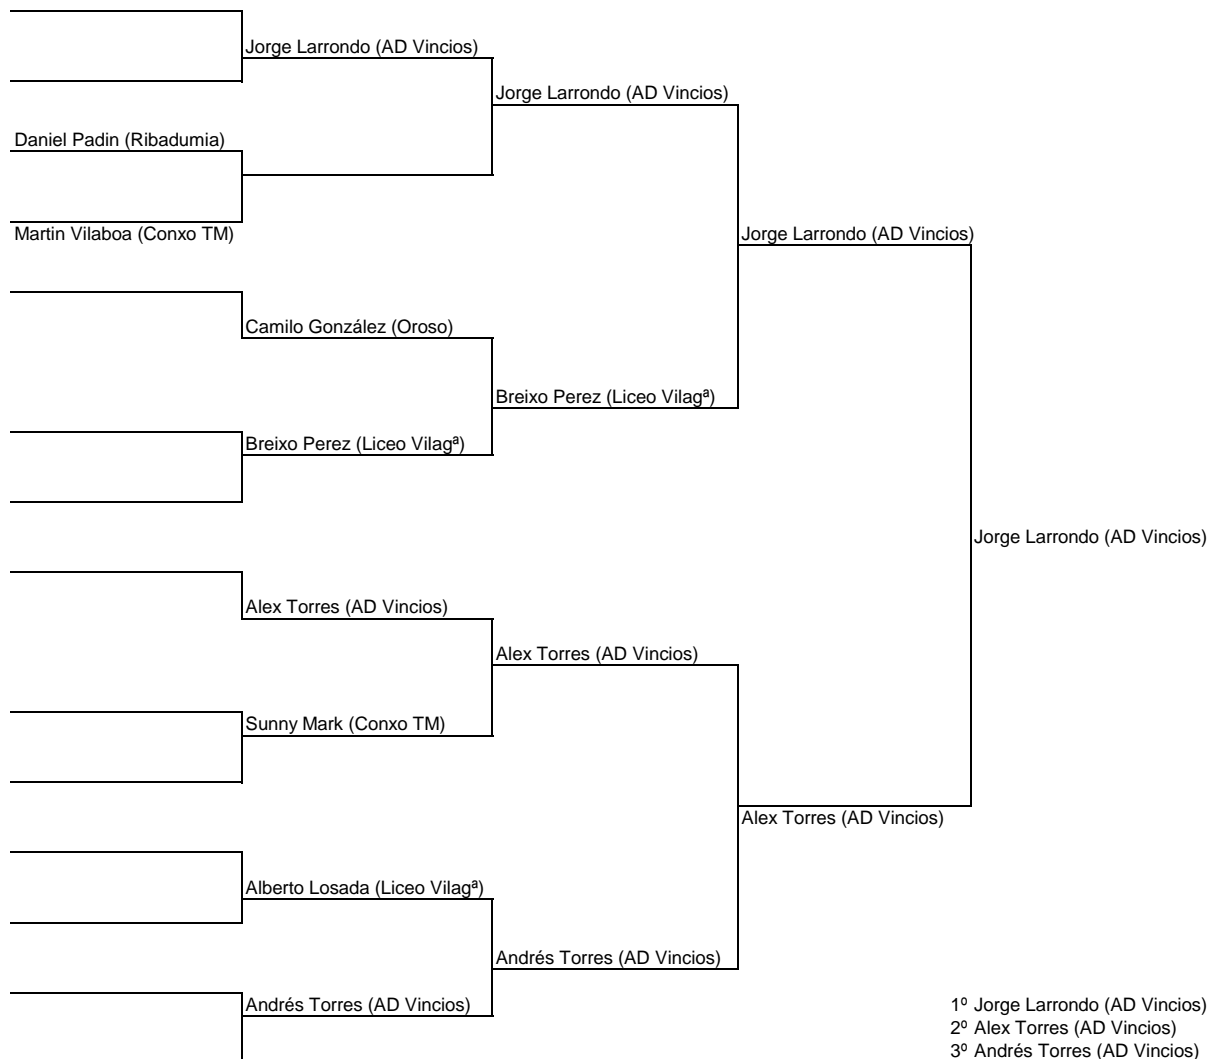 Jorge Larrondo (AD Vincios)
Jorge Larrondo (AD Vincios)
Daniel Padin (Ribadumia)
Martin Vilaboa (Conxo TM)
Jorge Larrondo (AD Vincios)
Camilo González (Oroso)
Breixo Perez (Liceo Vilagª)
Breixo Perez (Liceo Vilagª)
Jorge Larrondo (AD Vincios)
Alex Torres (AD Vincios)
Alex Torres (AD Vincios)
Sunny Mark (Conxo TM)
Alex Torres (AD Vincios)
Alberto Losada (Liceo Vilagª)
Andrés Torres (AD Vincios)
Andrés Torres (AD Vincios)
1º Jorge Larrondo (AD Vincios)
2º Alex Torres (AD Vincios)
3º Andrés Torres (AD Vincios)